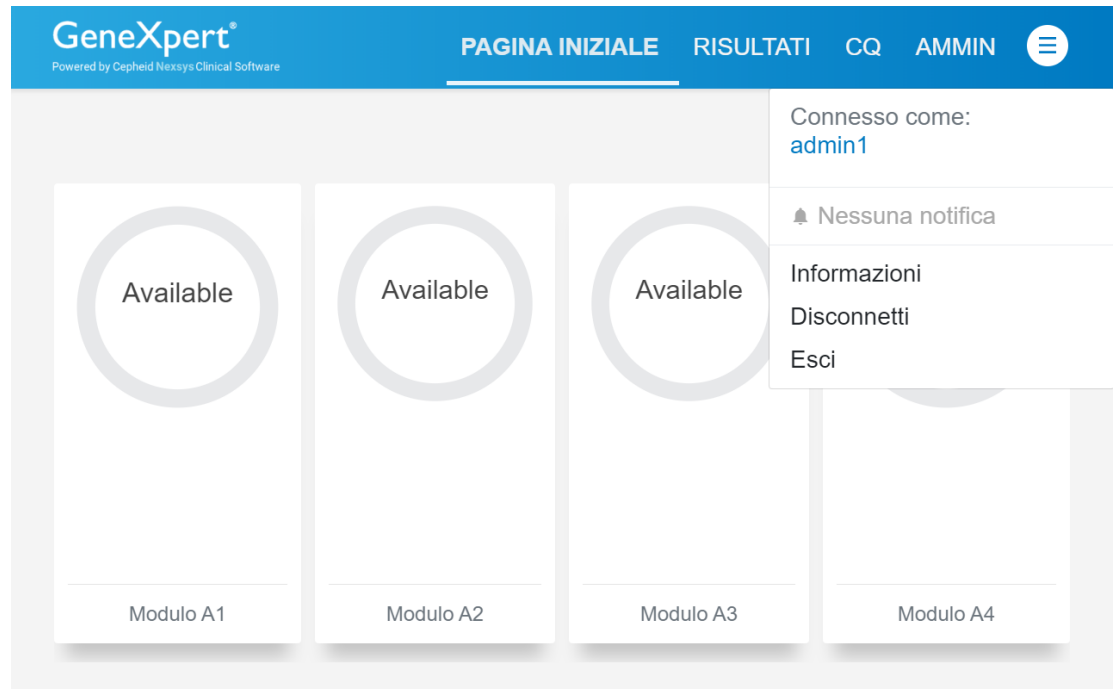 GeneXpert®
Powered by Cepheid Nexsys Clinical Software
PAGINA INIZIALE RISULTATI CQ AMMIN
Connesso come:
admin1
Nessuna notifica
Informazioni
Disconnetti
Esci
Available Available Available
Modulo A1 Modulo A2 Modulo A3 Modulo A4